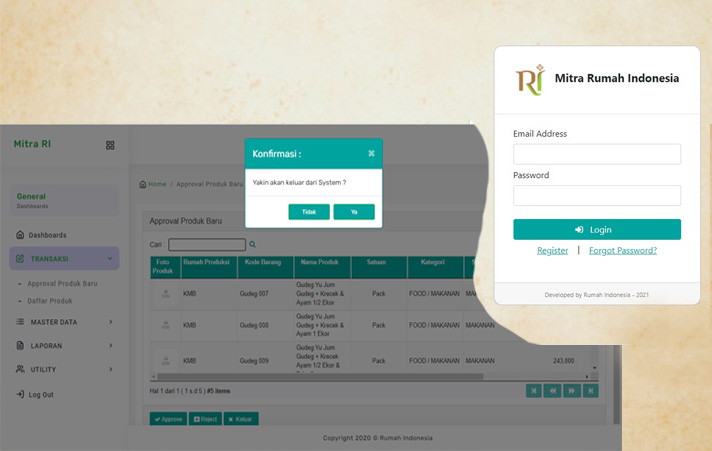 RI Mitra Rumah Indonesia
Email Address
Password
Login
Register | Forgot Password?
Developed by Rumah Indonesia - 2021
Mitra RI
General
Dashboards
Dashboards
TRANSAKSI
Approval Produk Baru
Daftar Produk
MASTER DATA
LAPORAN
UTILITY
Log Out
Home / Approval Produk Baru
Konfirmasi :
Yakin akan keluar dari System ?
Tidak Ya
Approval Produk Baru
Cari :
Foto Produk Rumah Produksi Kode Barang Nama Produk Satuan Kategori
KMB Gudeg 007 Gudeg Yu Jum Gudeg + Krecek & Ayam 1/2 Ekor Pack FOOD / MAKANAN MAKANAN
KMB Gudeg 008 Gudeg Yu Jum Gudeg + Krecek & Ayam 1 Ekor Pack FOOD / MAKANAN MAKANAN
KMB Gudeg 009 Gudeg Yu Jum Gudeg + Krecek & Ayam 1/2 Ekor & Pack FOOD / MAKANAN MAKANAN 243,000
Hal 1 dari 1 ( 1 s.d 5 ) #5 Items
Approve Reject Keluar
Copyright 2020 © Rumah Indonesia